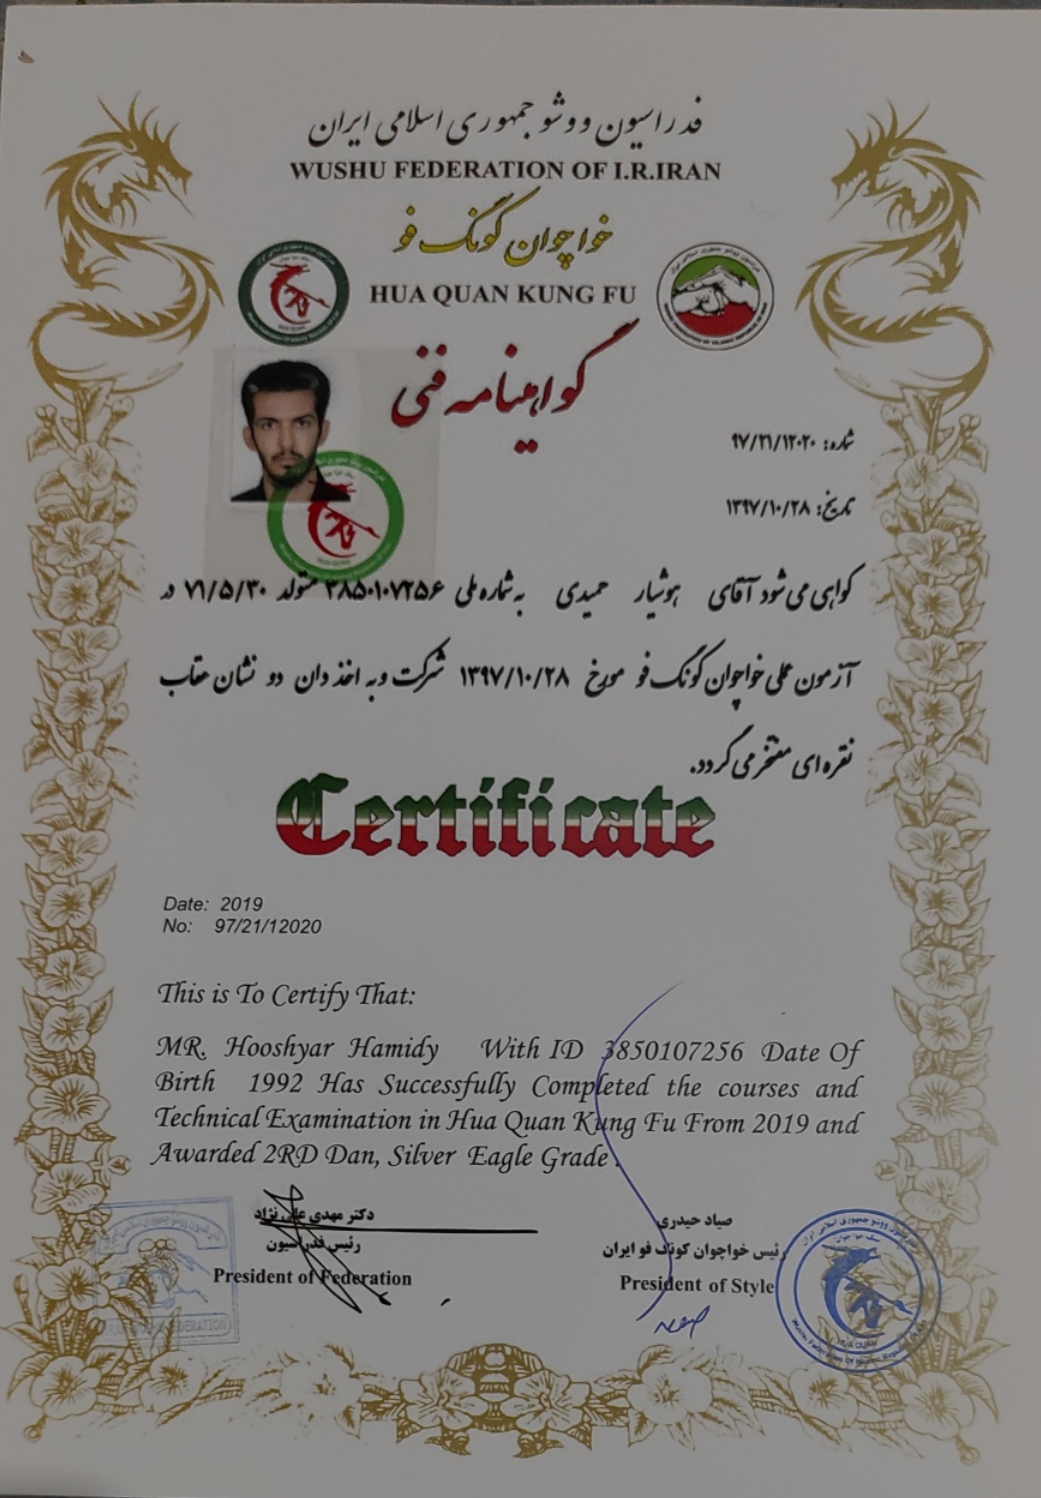 فدراسیون ووشو جمهوری اسلامی ایران
WUSHU FEDERATION OF I.R.IRAN
خواچوان کونگ فو
HUA QUAN KUNG FU
گواهینامه فنی
شماره: ۹۷/۲۱/۱۲۰۲۰
تاریخ: ۱۳۹۷/۱۰/۲۸
گواهی می شود آقای هوشیار حمیدی به شماره ملی ۳۸۵۰۱۰۷۲۵۶ متولد ۷۱/۵/۳۰ در
آزمون عملی خواچوان کونگ فو مورخ ۱۳۹۷/۱۰/۲۸ شرکت و به اخذ دان دو نشان عقاب
نقره ای مفتخر می گردد.
Certificate
Date: 2019
No: 97/21/12020
This is To Certify That:
MR. Hooshyar Hamidy With ID 3850107256 Date Of
Birth 1992 Has Successfully Completed the courses and
Technical Examination in Hua Quan Kung Fu From 2019 and
Awarded 2RD Dan, Silver Eagle Grade .
دکتر مهدی علی نژاد
رئیس فدراسیون
President of Federation
صیاد حیدری
رئیس خواچوان کونگ فو ایران
President of Style